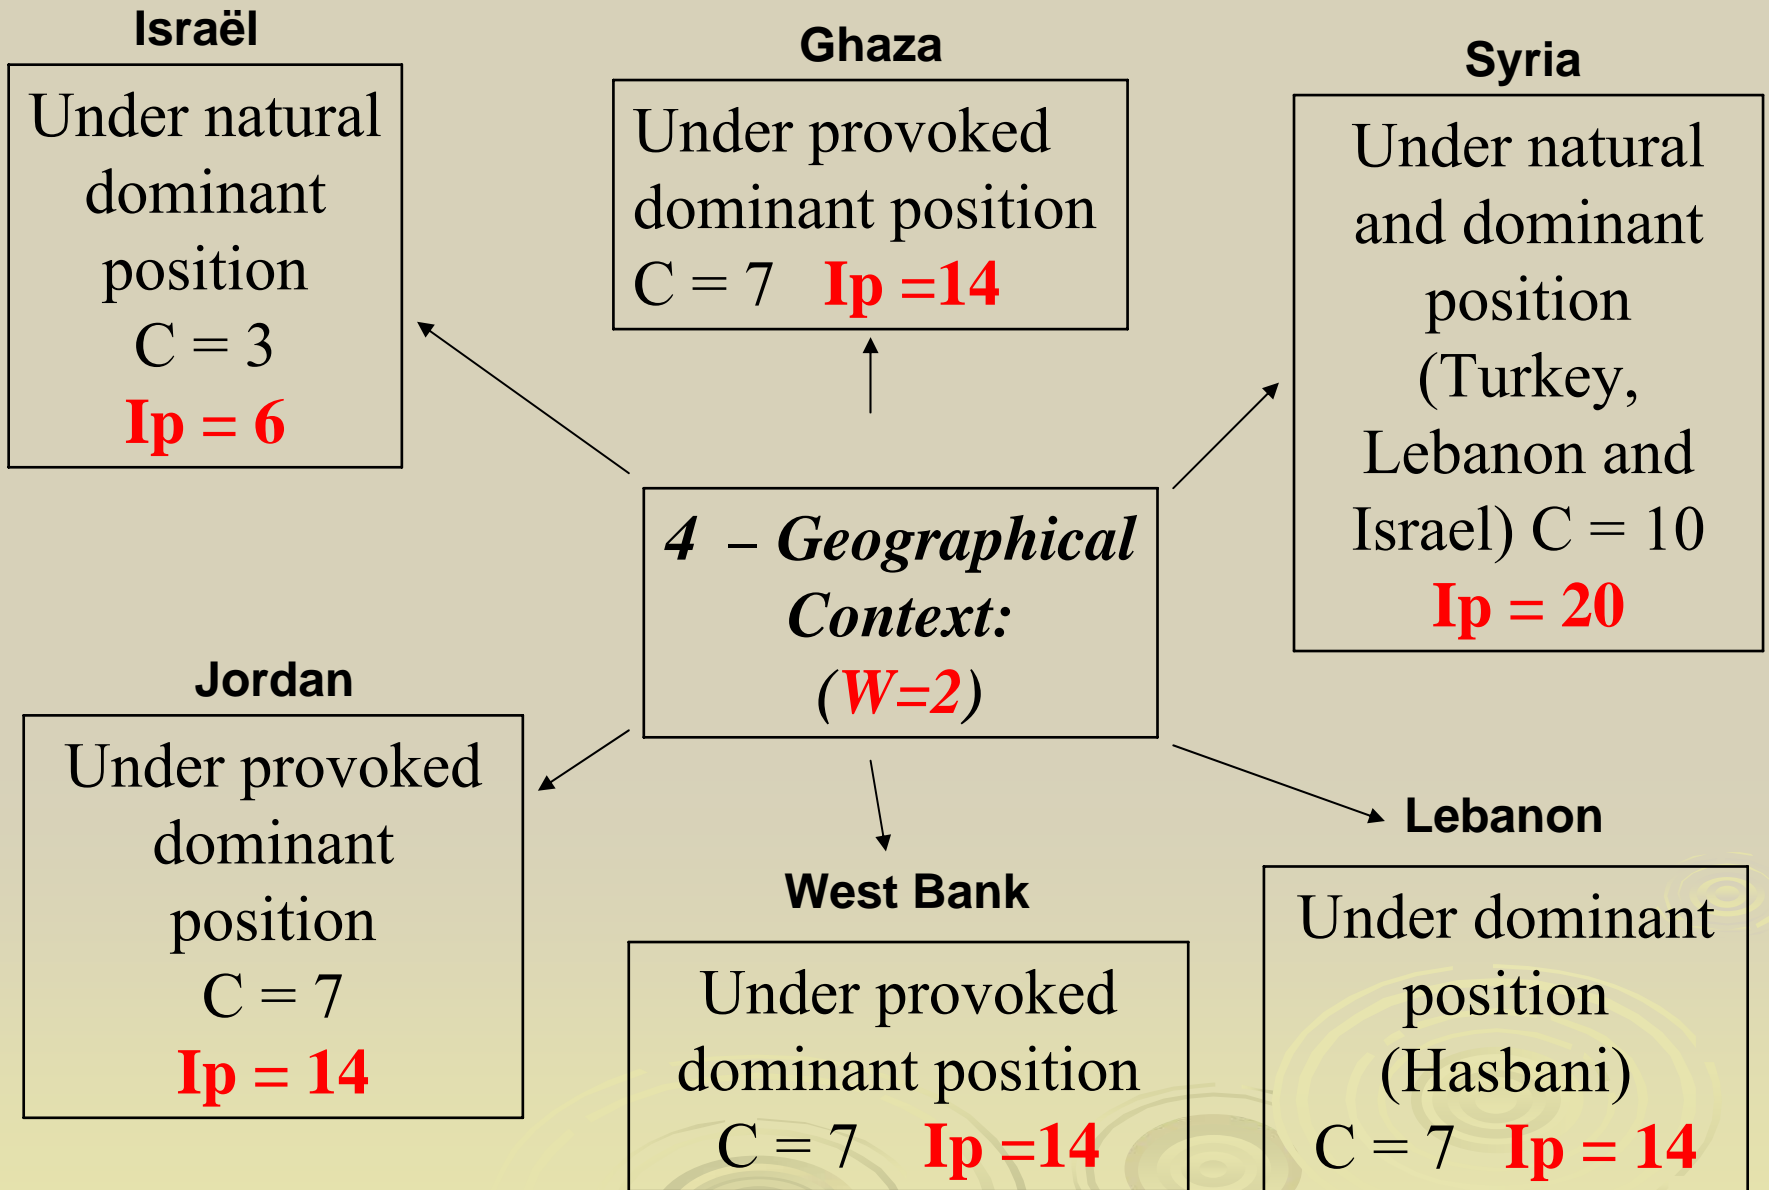 Israël
Under natural
dominant
position
C = 3
Ip = 6
Ghaza
Under provoked
dominant position
C = 7 Ip =14
Syria
Under natural
and dominant
position
(Turkey,
Lebanon and
Israel) C = 10
Ip = 20
4 – Geographical
Context:
(W=2)
Jordan
Under provoked
dominant
position
C = 7
Ip = 14
West Bank
Under provoked
dominant position
C = 7 Ip =14
Lebanon
Under dominant
position
(Hasbani)
C = 7 Ip = 14